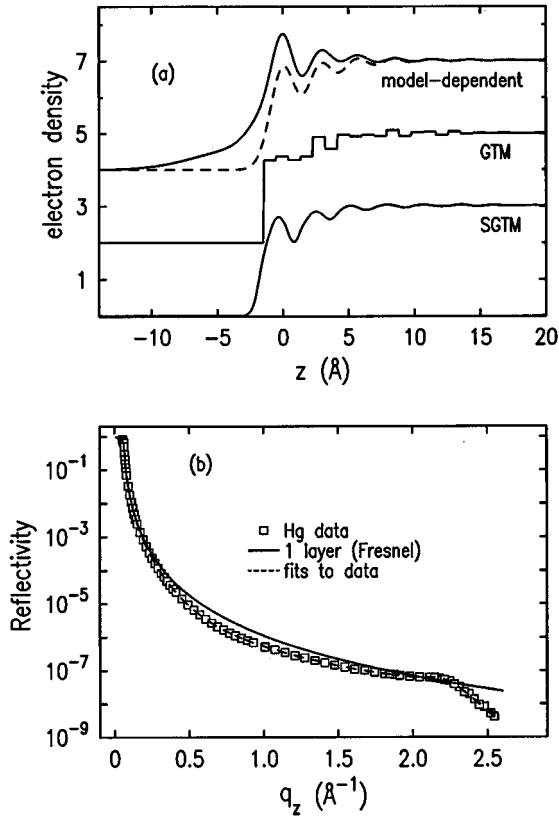 (a)
7
5
3
1
electron density
model-dependent
GTM
SGTM
−10 −5 0 5 10 15 20
z (Å)
(b)
10⁻¹
10⁻³
10⁻⁵
10⁻⁷
10⁻⁹
Reflectivity
Hg data
1 layer (Fresnel)
fits to data
0.0 0.5 1.0 1.5 2.0 2.5
q_z (Å⁻¹)